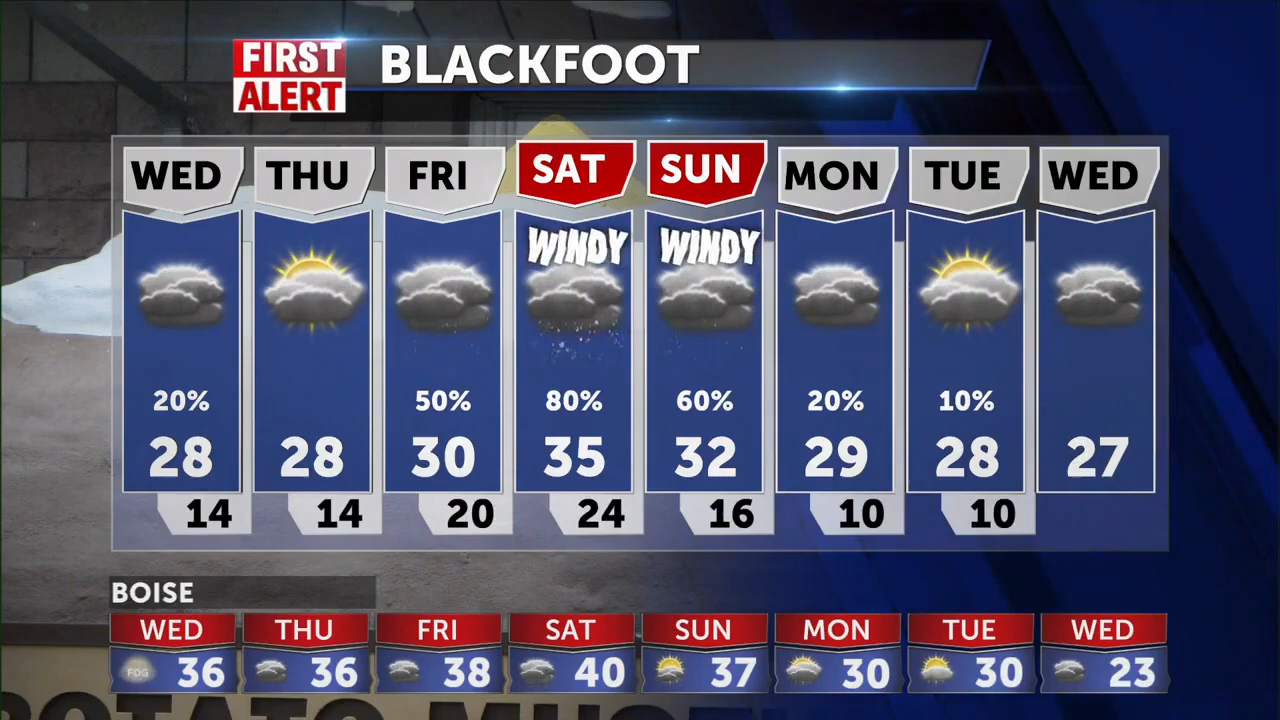 FIRST
ALERT
BLACKFOOT
WED THU FRI SAT SUN MON TUE WED
WINDY WINDY
20% 50% 80% 60% 20% 10%
28 28 30 35 32 29 28 27
14 14 20 24 16 10 10
BOISE
WED THU FRI SAT SUN MON TUE WED
FOG 36 36 38 40 37 30 30 23
POTATO MUSEUM